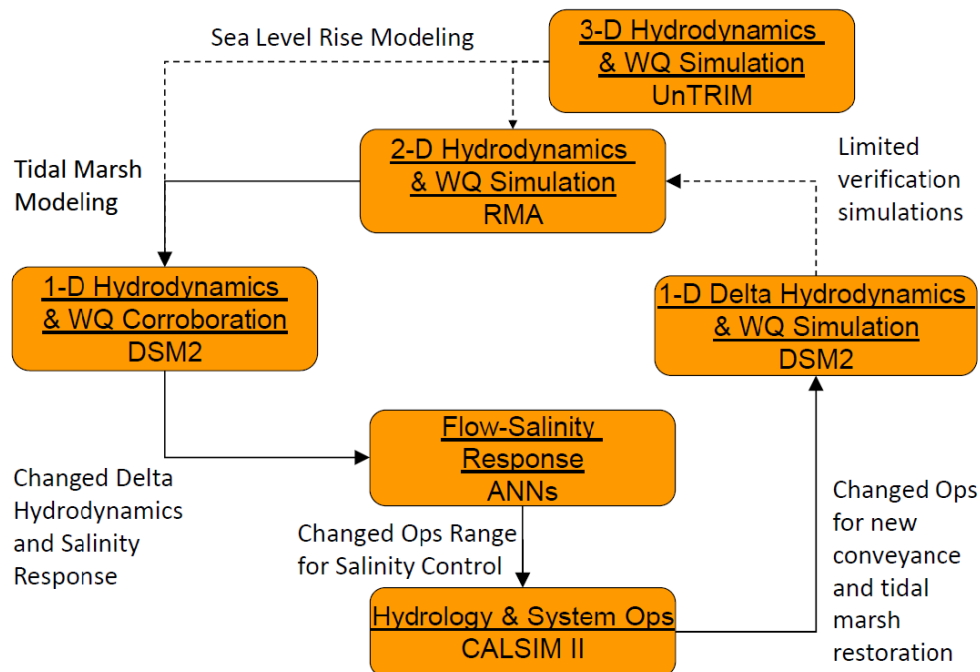 Sea Level Rise Modeling
3-D Hydrodynamics
& WQ Simulation
UnTRIM
Tidal Marsh
Modeling
2-D Hydrodynamics
& WQ Simulation
RMA
Limited
verification
simulations
1-D Hydrodynamics
& WQ Corroboration
DSM2
1-D Delta Hydrodynamics
& WQ Simulation
DSM2
Changed Delta
Hydrodynamics
and Salinity
Response
Flow-Salinity
Response
ANNs
Changed Ops Range
for Salinity Control
Changed Ops
for new
conveyance
and tidal
marsh
restoration
Hydrology & System Ops
CALSIM II